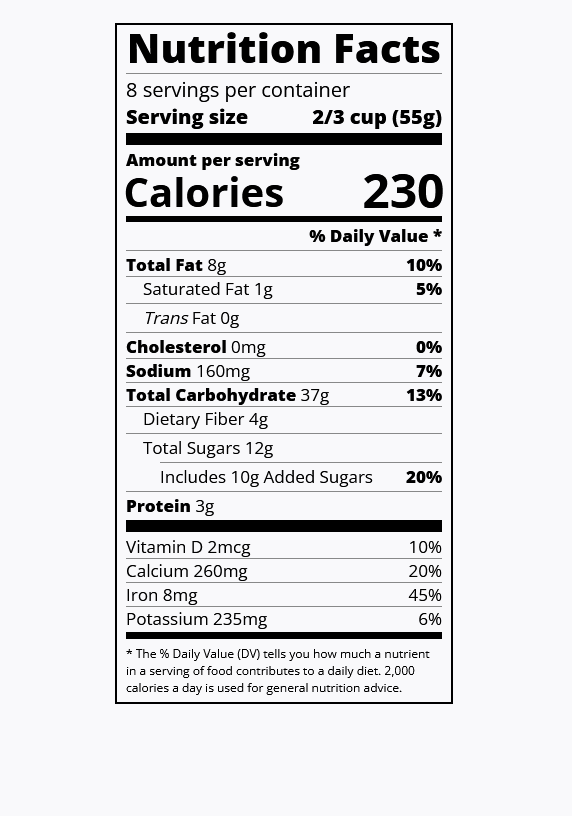 Nutrition Facts
8 servings per container
Serving size 2/3 cup (55g)
Amount per serving
Calories 230
% Daily Value *
Total Fat 8g 10%
Saturated Fat 1g 5%
Trans Fat 0g
Cholesterol 0mg 0%
Sodium 160mg 7%
Total Carbohydrate 37g 13%
Dietary Fiber 4g
Total Sugars 12g
Includes 10g Added Sugars 20%
Protein 3g
Vitamin D 2mcg 10%
Calcium 260mg 20%
Iron 8mg 45%
Potassium 235mg 6%
* The % Daily Value (DV) tells you how much a nutrient
in a serving of food contributes to a daily diet. 2,000
calories a day is used for general nutrition advice.